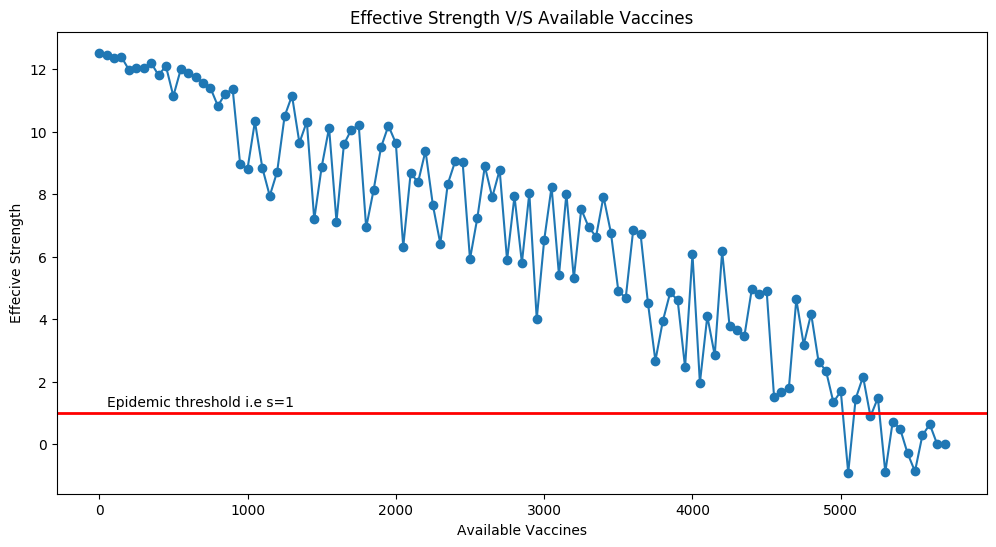 Effective Strength V/S Available Vaccines
Effecive Strength
12
10
8
6
4
2
0
Epidemic threshold i.e s=1
0 1000 2000 3000 4000 5000
Available Vaccines